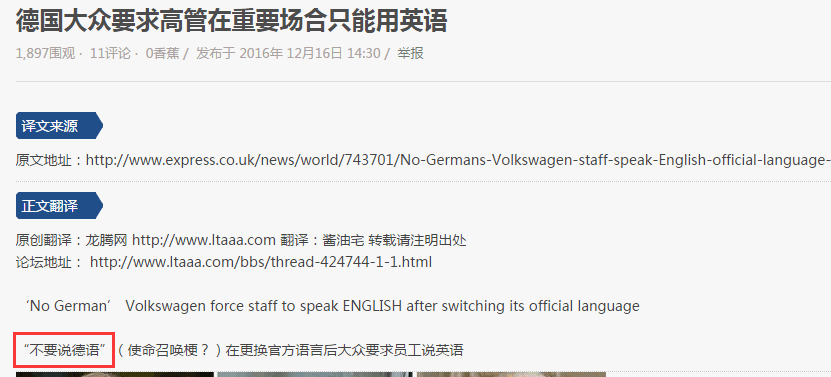 德国大众要求高管在重要场合只能用英语
1,897围观 · 11评论 · 0香蕉 / 发布于 2016年 12月16日 14:30 / 举报
译文来源
原文地址：http://www.express.co.uk/news/world/743701/No-Germans-Volkswagen-staff-speak-English-official-language-
正文翻译
原创翻译：龙腾网 http://www.ltaaa.com 翻译：酱油宅 转载请注明出处
论坛地址： http://www.ltaaa.com/bbs/thread-424744-1-1.html
‘No German’ Volkswagen force staff to speak ENGLISH after switching its official language
“不要说德语”（使命召唤梗？）在更换官方语言后大众要求员工说英语